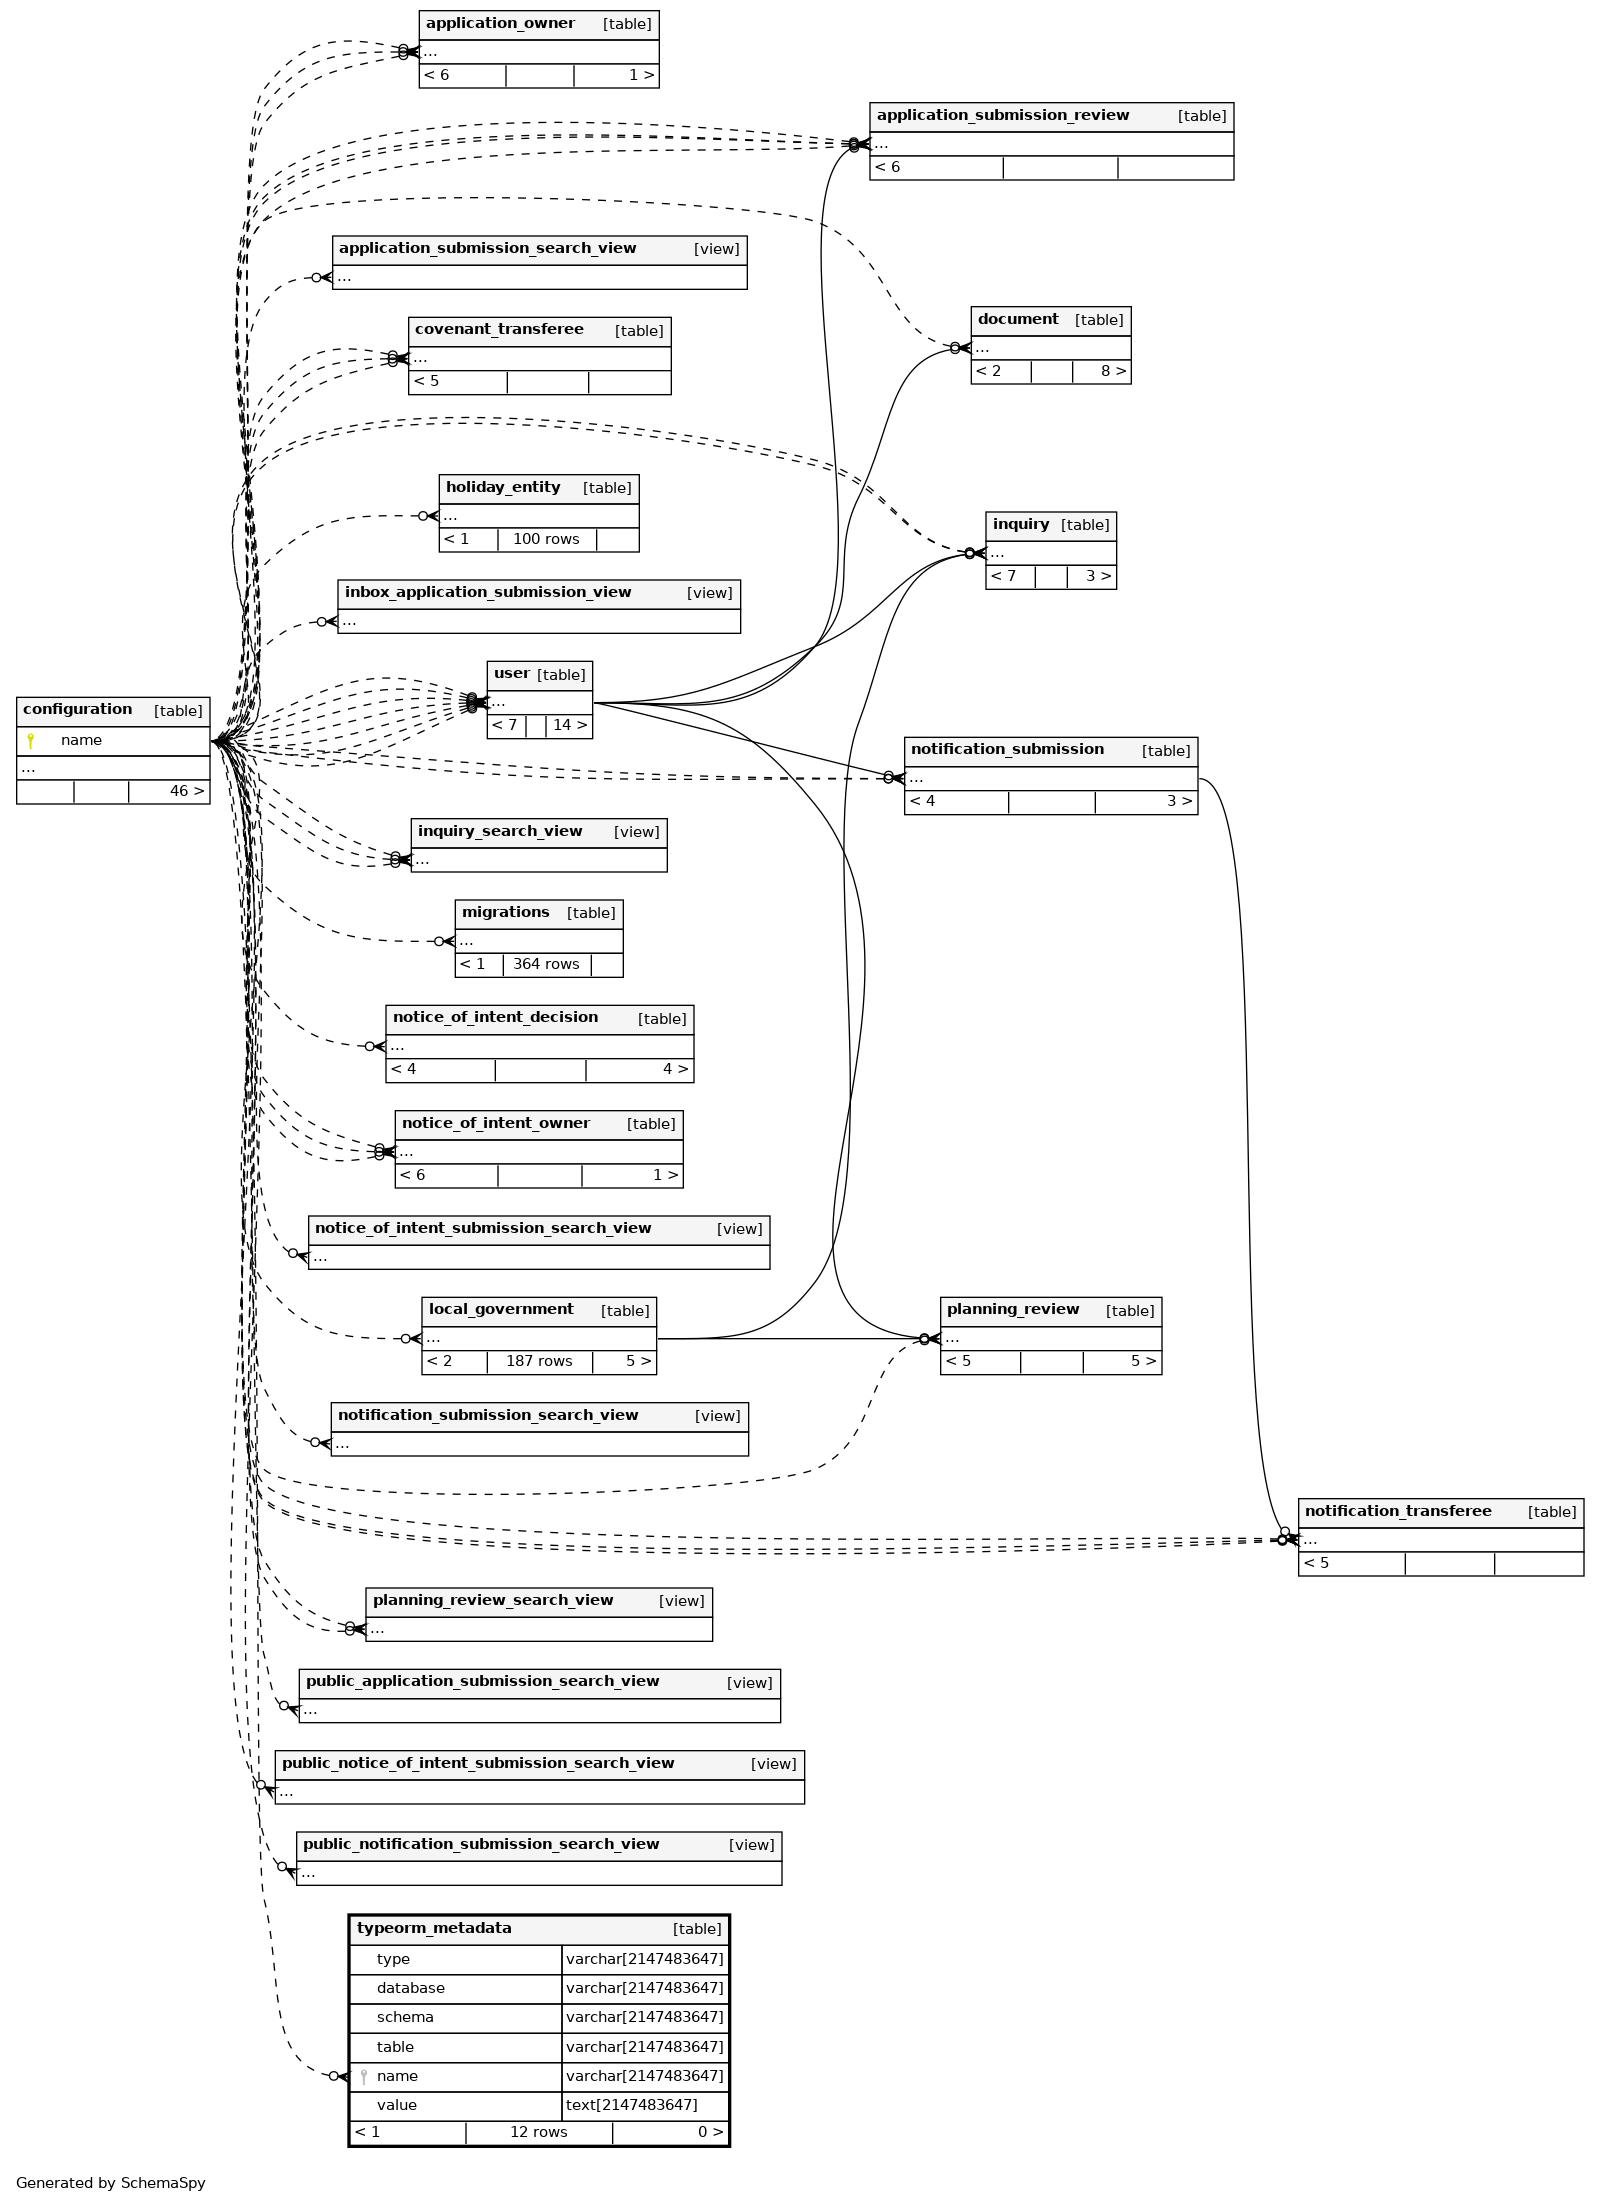 application_owner [table]
...
< 6 1 >
application_submission_review [table]
...
< 6
application_submission_search_view [view]
...
covenant_transferee [table]
...
< 5
document [table]
...
< 2 8 >
holiday_entity [table]
...
< 1 100 rows
inquiry [table]
...
< 7 3 >
inbox_application_submission_view [view]
...
user [table]
...
< 7 14 >
configuration [table]
name
...
46 >
notification_submission [table]
...
< 4 3 >
inquiry_search_view [view]
...
migrations [table]
...
< 1 364 rows
notice_of_intent_decision [table]
...
< 4 4 >
notice_of_intent_owner [table]
...
< 6 1 >
notice_of_intent_submission_search_view [view]
...
local_government [table]
...
< 2 187 rows 5 >
planning_review [table]
...
< 5 5 >
notification_submission_search_view [view]
...
notification_transferee [table]
...
< 5
planning_review_search_view [view]
...
public_application_submission_search_view [view]
...
public_notice_of_intent_submission_search_view [view]
...
public_notification_submission_search_view [view]
...
typeorm_metadata [table]
type varchar[2147483647]
database varchar[2147483647]
schema varchar[2147483647]
table varchar[2147483647]
name varchar[2147483647]
value text[2147483647]
< 1 12 rows 0 >
Generated by SchemaSpy